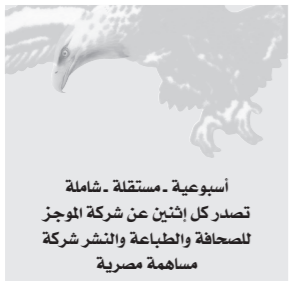 أسبوعية ـ مستقلة ـ شاملة
تصدر كل إثنين عن شركة الموجز
للصحافة والطباعة والنشر شركة
مساهمة مصرية